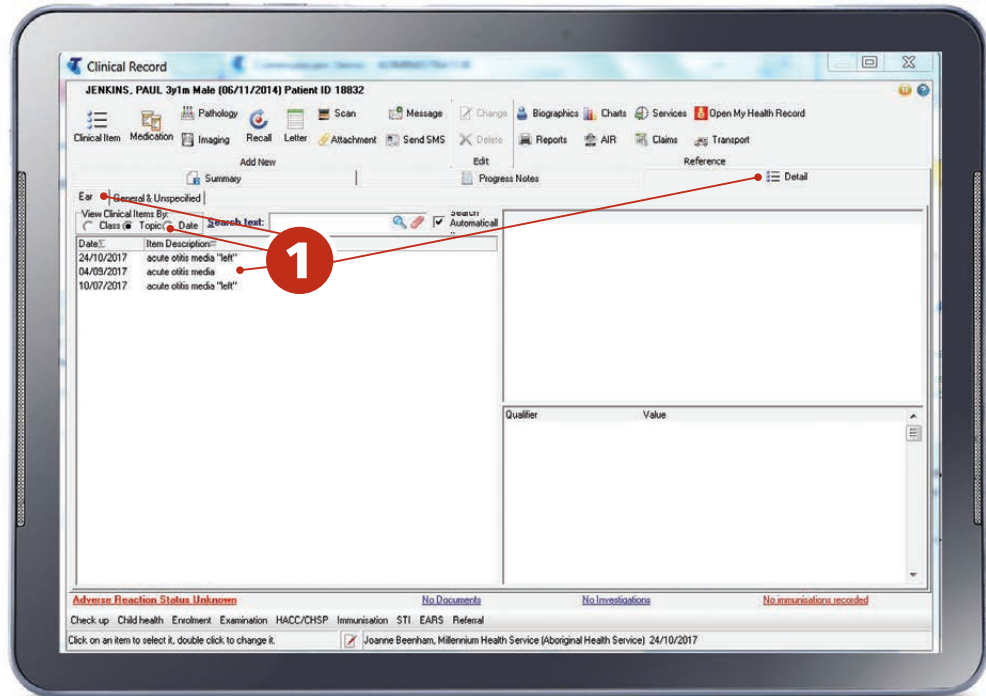 Clinical Record
JENKINS, PAUL 3y1m Male (06/11/2014) Patient ID 18832
Clinical Item Medication Pathology Imaging Recall Letter Scan Attachment Message Send SMS Change Delete Biographics Reports Charts AIR Services Claims Open My Health Record Transport
Add New Edit Reference
Summary Progress Notes Detail
Ear General & Unspecified
View Clinical Items By:
Class Topic Date Search text: Search Automaticall
Date Item Description
24/10/2017 acute otitis media "left"
04/09/2017 acute otitis media
10/07/2017 acute otitis media "left"
1
Qualifier Value
Adverse Reaction Status Unknown No Documents No Investigations No immunisations recorded
Check up Child health Enrolment Examination HACC/CHSP Immunisation STI EARS Referral
Click on an item to select it, double click to change it. Joanne Beenham, Millennium Health Service (Aboriginal Health Service) 24/10/2017